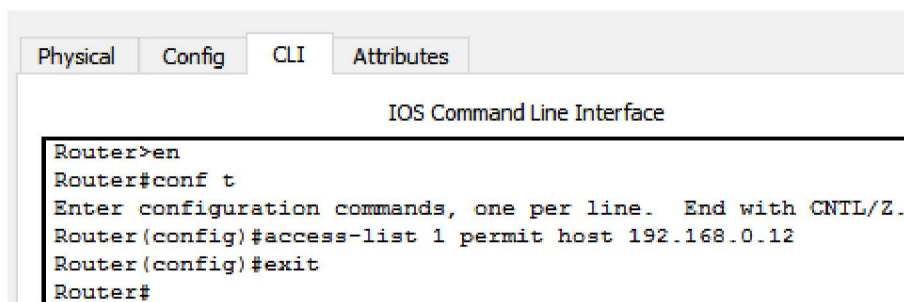 Physical Config CLI Attributes
IOS Command Line Interface
Router>en
Router#conf t
Enter configuration commands, one per line.  End with CNTL/Z.
Router(config)#access-list 1 permit host 192.168.0.12
Router(config)#exit
Router#